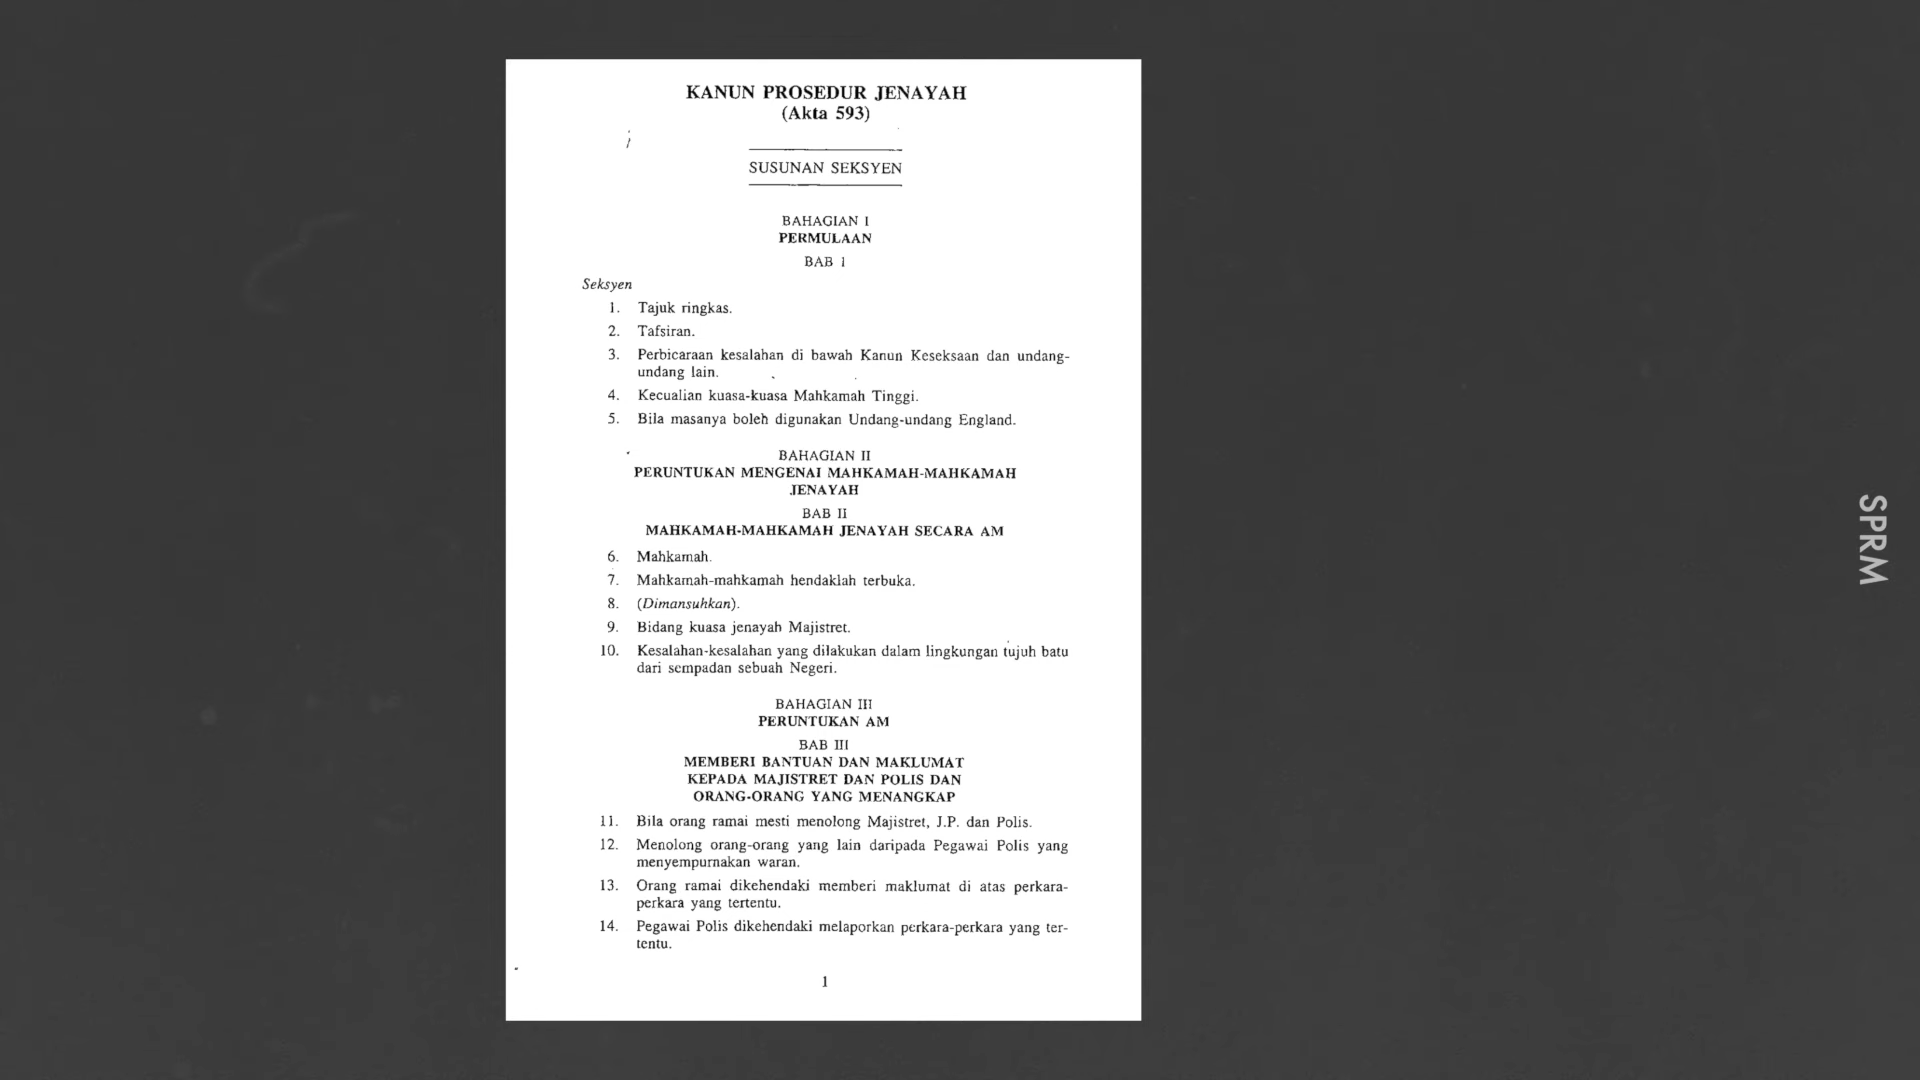 KANUN PROSEDUR JENAYAH
(Akta 593)
SUSUNAN SEKSYEN
BAHAGIAN I
PERMULAAN
BAB 1
Seksyen
1. Tajuk ringkas.
2. Tafsiran.
3. Perbicaraan kesalahan di bawah Kanun Keseksaan dan undang-
undang lain.
4. Kecualian kuasa-kuasa Mahkamah Tinggi.
5. Bila masanya boleh digunakan Undang-undang England.
BAHAGIAN II
PERUNTUKAN MENGENAI MAHKAMAH-MAHKAMAH
JENAYAH
BAB II
MAHKAMAH-MAHKAMAH JENAYAH SECARA AM
6. Mahkamah.
7. Mahkamah-mahkamah hendaklah terbuka.
8. (Dimansuhkan).
9. Bidang kuasa jenayah Majistret.
10. Kesalahan-kesalahan yang dilakukan dalam lingkungan tujuh batu
dari sempadan sebuah Negeri.
BAHAGIAN III
PERUNTUKAN AM
BAB III
MEMBERI BANTUAN DAN MAKLUMAT
KEPADA MAJISTRET DAN POLIS DAN
ORANG-ORANG YANG MENANGKAP
11. Bila orang ramai mesti menolong Majistret, J.P. dan Polis.
12. Menolong orang-orang yang lain daripada Pegawai Polis yang
menyempurnakan waran.
13. Orang ramai dikehendaki memberi maklumat di atas perkara-
perkara yang tertentu.
14. Pegawai Polis dikehendaki melaporkan perkara-perkara yang ter-
tentu.
1
SPRM